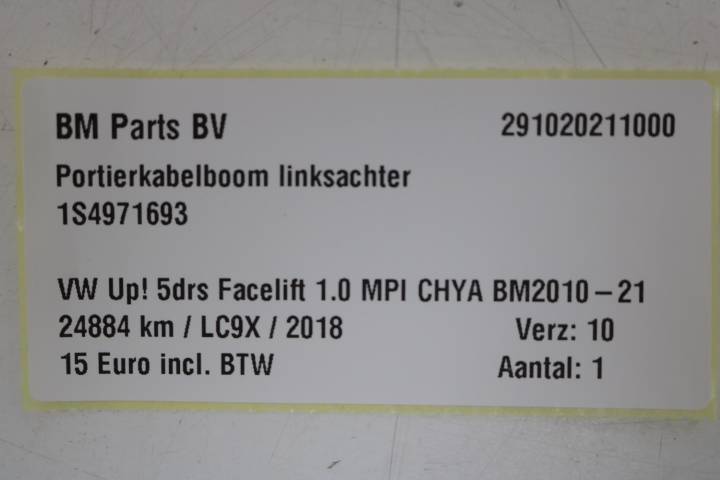 BM Parts BV 291020211000
Portierkabelboom linksachter
1S4971693
VW Up! 5drs Facelift 1.0 MPI CHYA BM2010-21
24884 km / LC9X / 2018 Verz: 10
15 Euro incl. BTW Aantal: 1